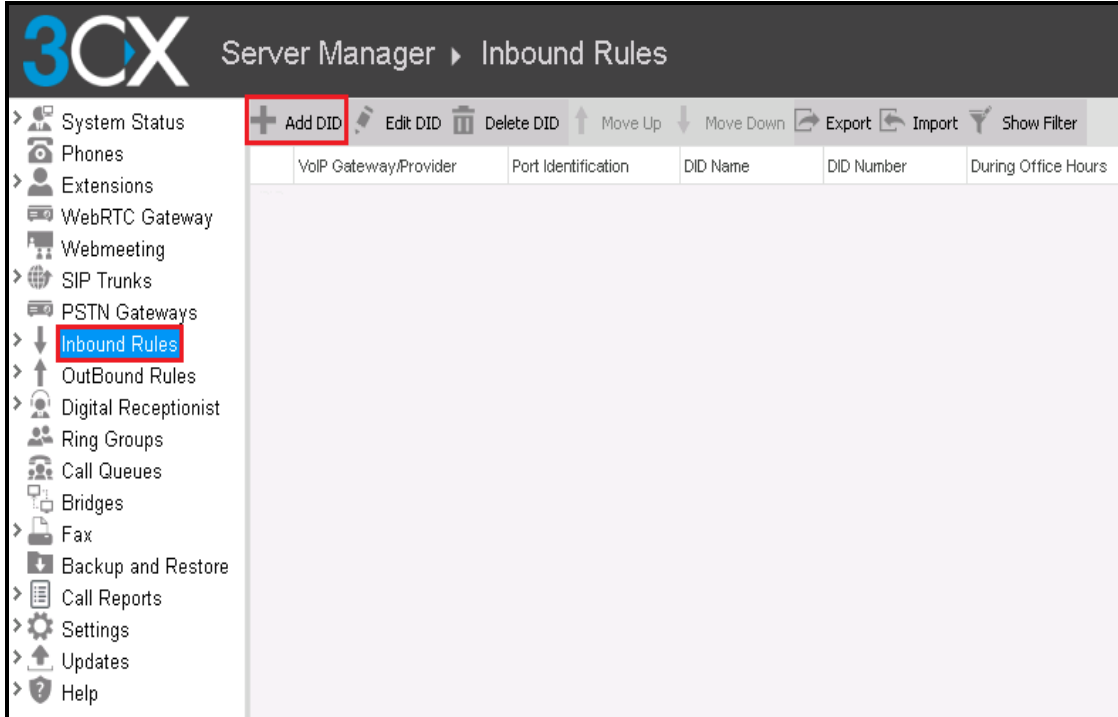 3CX Server Manager ▸ Inbound Rules
Add DID Edit DID Delete DID Move Up Move Down Export Import Show Filter
VoIP Gateway/Provider Port Identification DID Name DID Number During Office Hours
System Status
Phones
Extensions
WebRTC Gateway
Webmeeting
SIP Trunks
PSTN Gateways
Inbound Rules
OutBound Rules
Digital Receptionist
Ring Groups
Call Queues
Bridges
Fax
Backup and Restore
Call Reports
Settings
Updates
Help